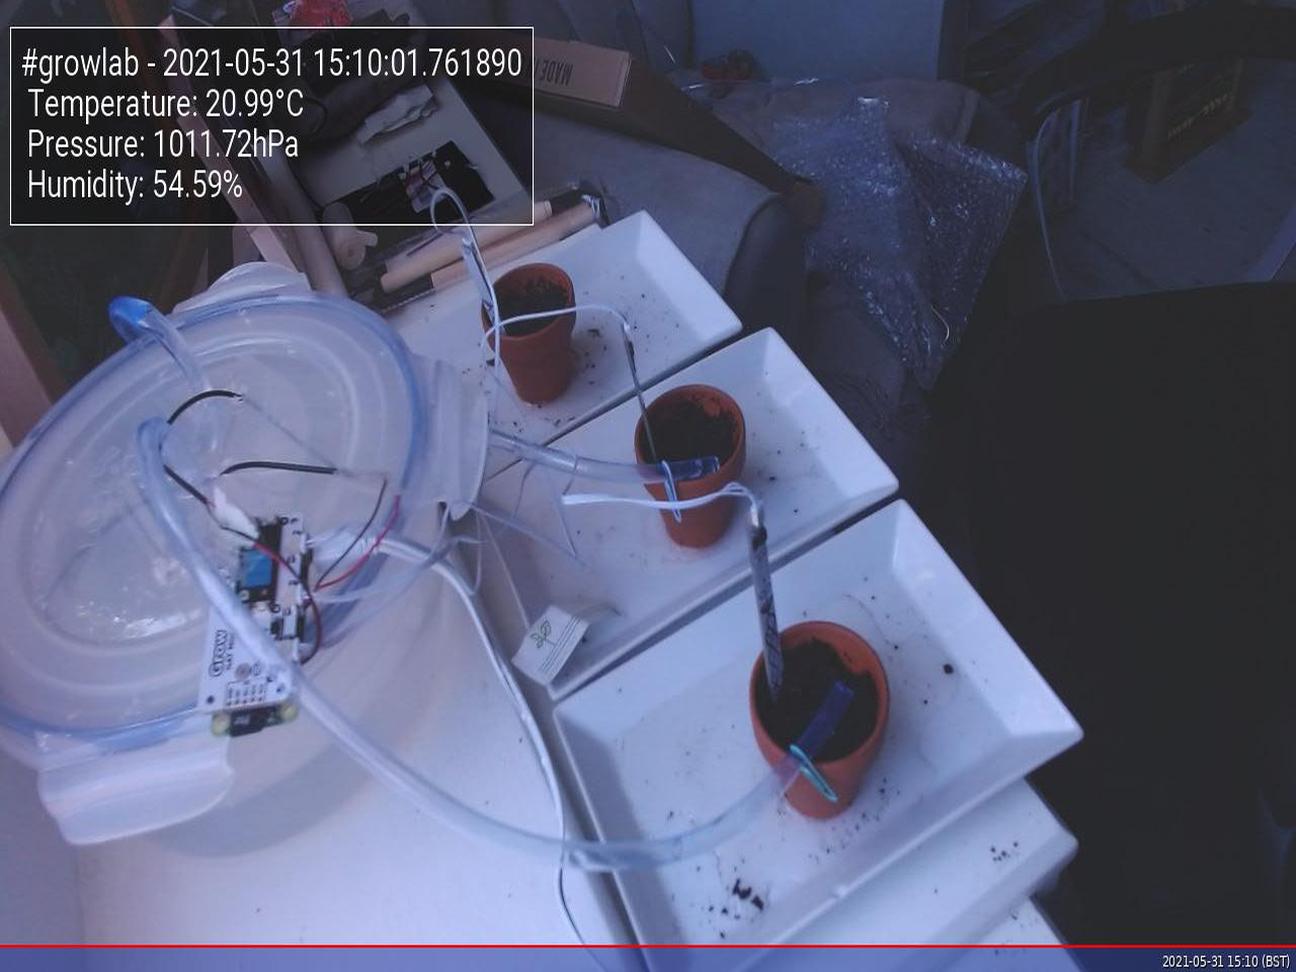 #growlab - 2021-05-31 15:10:01.761890
Temperature: 20.99°C
Pressure: 1011.72hPa
Humidity: 54.59%
MADE
Grow
2021-05-31 15:10 (BST)